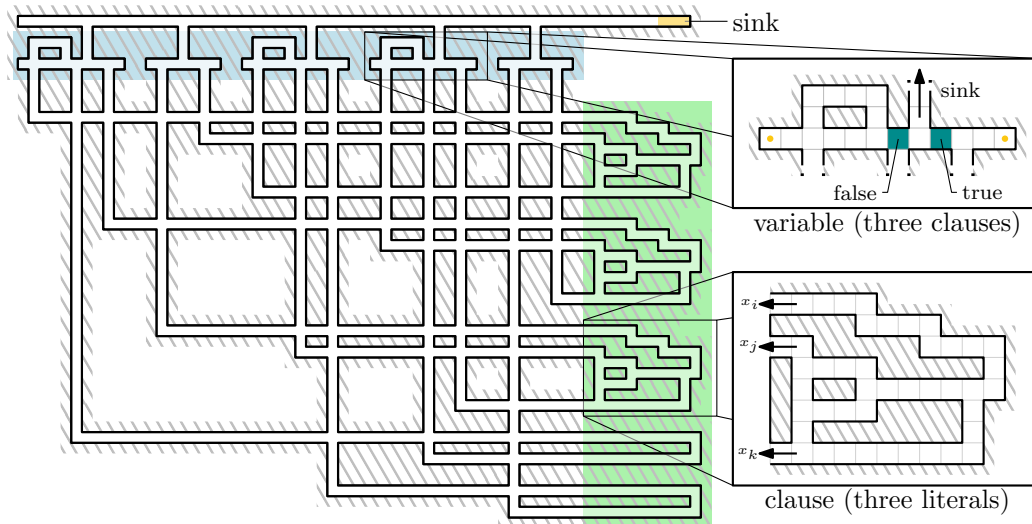 sink
sink
false
true
variable (three clauses)
x_i
x_j
x_k
clause (three literals)